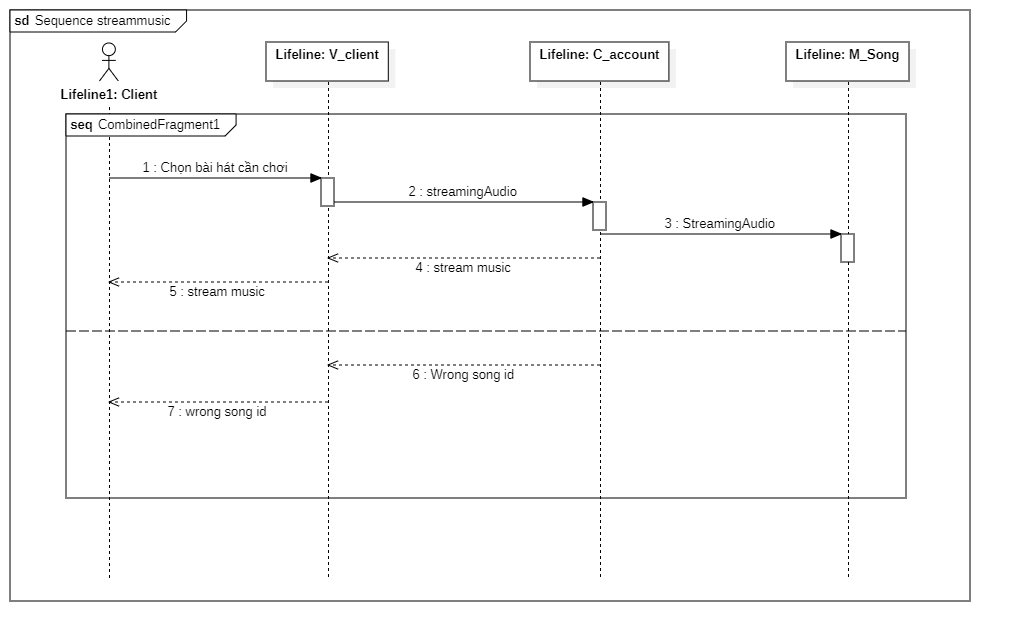 sd Sequence streammusic
Lifeline: V_client
Lifeline: C_account
Lifeline: M_Song
Lifeline1: Client
seq CombinedFragment1
1 : Chọn bài hát cần chơi
2 : streamingAudio
3 : StreamingAudio
4 : stream music
5 : stream music
6 : Wrong song id
7 : wrong song id